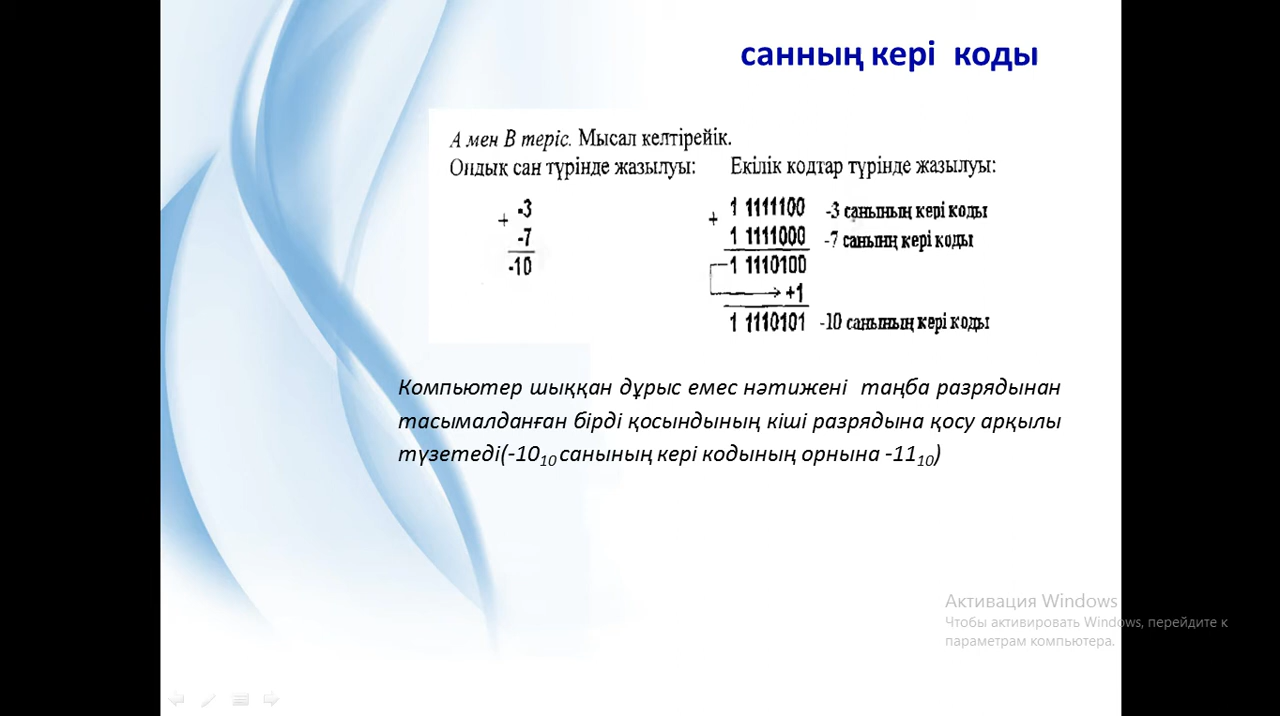 санның кері коды
А мен В теріс. Мысал келтірейік.
Ондық сан түрінде жазылуы: Екілік кодтар түрінде жазылуы:
+ -3
-7
-10
+ 1 1111100 -3 санының кері коды
1 1111000 -7 санынң кері коды
1 1110100
+1
1 1110101 -10 санының кері коды
Компьютер шыққан дұрыс емес нәтижені таңба разрядынан
тасымалданған бірді қосындының кіші разрядына қосу арқылы
түзетеді(-10₁₀ санының кері кодының орнына -11₁₀)
Активация Windows
Чтобы активировать Windows, перейдите к
параметрам компьютера.